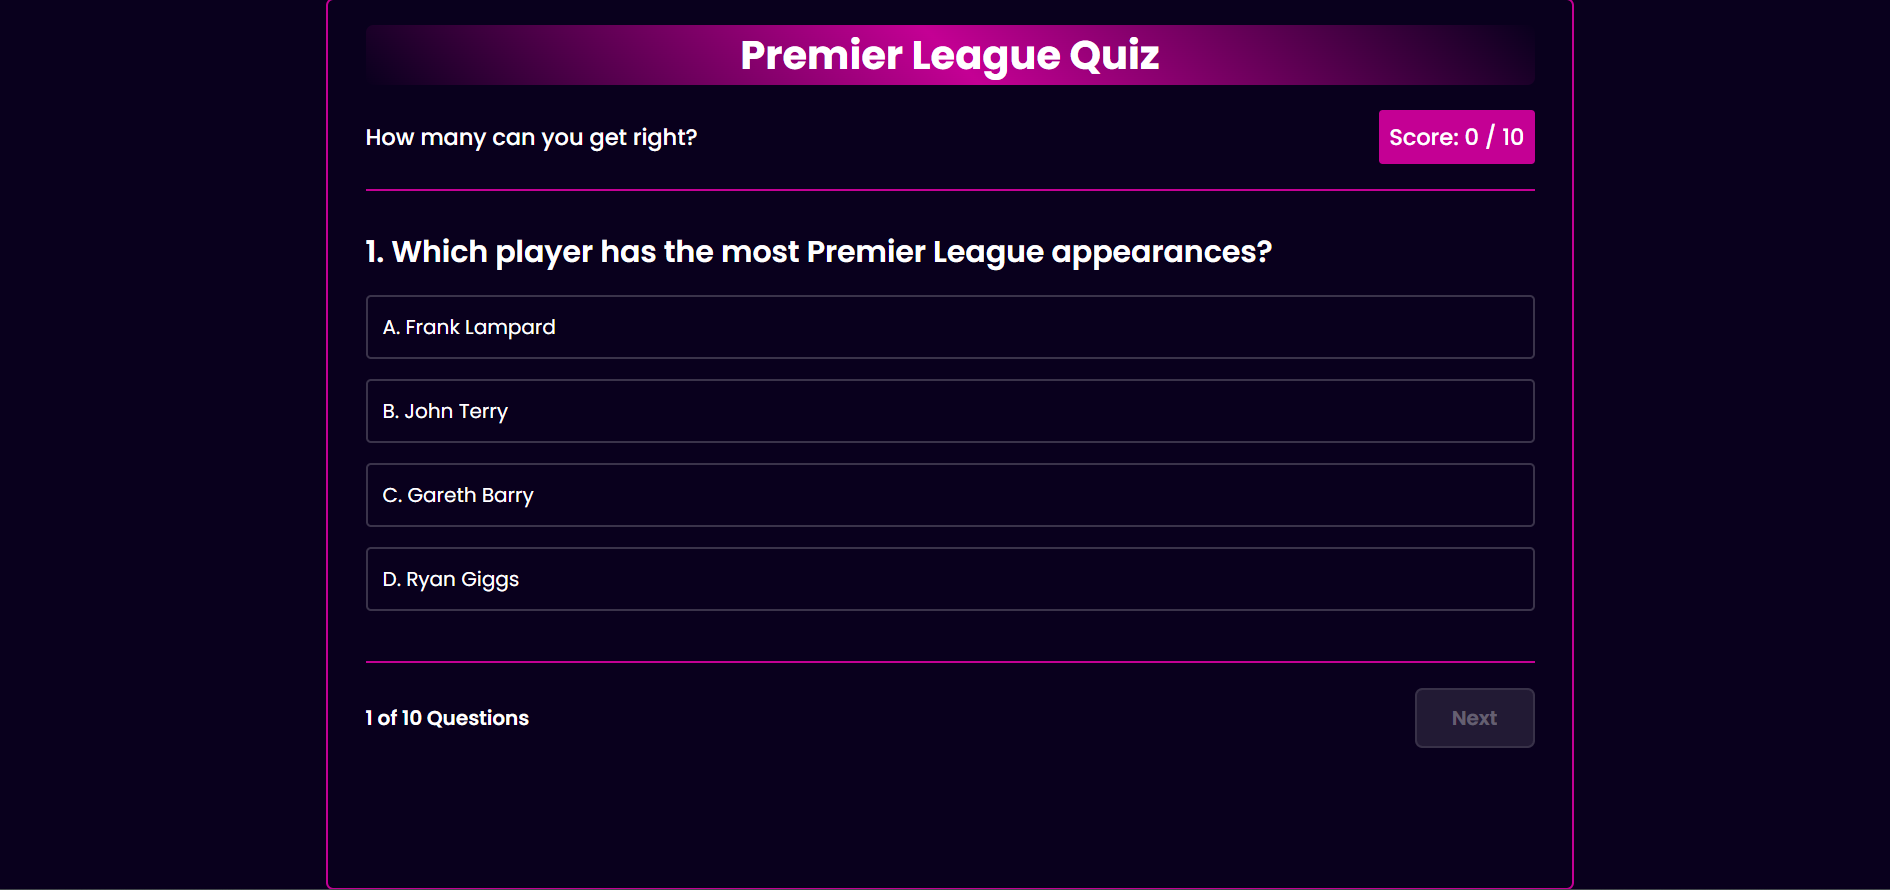 Premier League Quiz
How many can you get right?
Score: 0 / 10
1. Which player has the most Premier League appearances?
A. Frank Lampard
B. John Terry
C. Gareth Barry
D. Ryan Giggs
1 of 10 Questions
Next